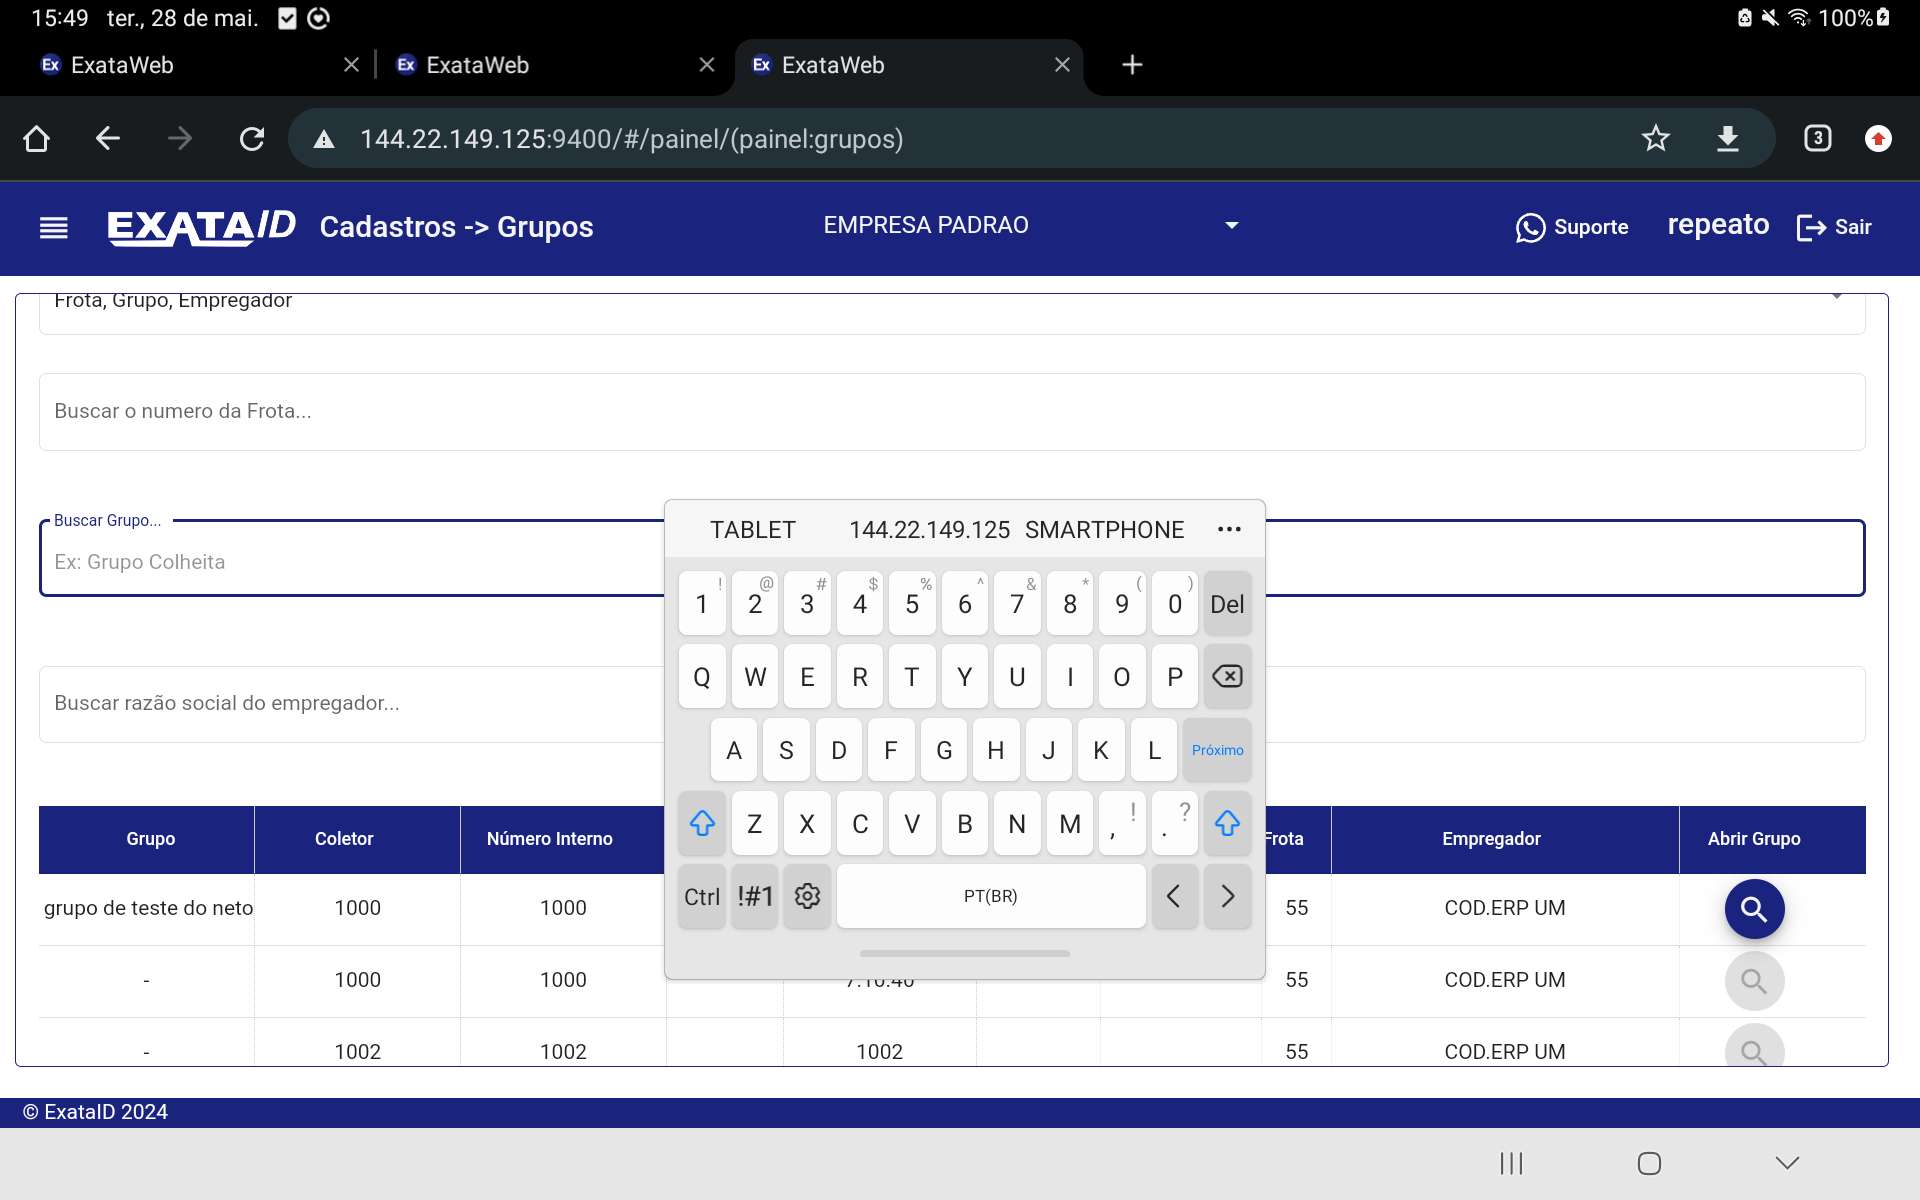 15:49 ter., 28 de mai. 100%
Ex ExataWeb Ex ExataWeb Ex ExataWeb
144.22.149.125:9400/#/painel/(painel:grupos) 3
EXATA/D Cadastros -> Grupos EMPRESA PADRAO Suporte repeato Sair
Frota, Grupo, Empregador
Buscar o numero da Frota...
Buscar Grupo...
Ex: Grupo Colheita
Buscar razão social do empregador...
TABLET 144.22.149.125 SMARTPHONE ...
! @ # $ % ^ & * ( )
1 2 3 4 5 6 7 8 9 0 Del
Q W E R T Y U I O P
A S D F G H J K L Próximo
Z X C V B N M , ! . ?
Ctrl !#1 PT(BR) < >
Grupo Coletor Número Interno Frota Empregador Abrir Grupo
grupo de teste do neto 1000 1000 55 COD.ERP UM
- 1000 1000 7.10.40 55 COD.ERP UM
- 1002 1002 1002 55 COD.ERP UM
© ExataID 2024